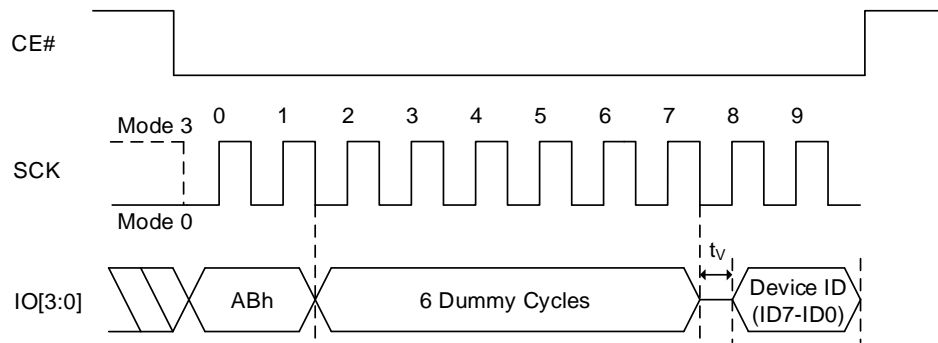 CE#
0 1 2 3 4 5 6 7 8 9
Mode 3
SCK
Mode 0
tV
IO[3:0]
ABh
6 Dummy Cycles
Device ID
(ID7-ID0)